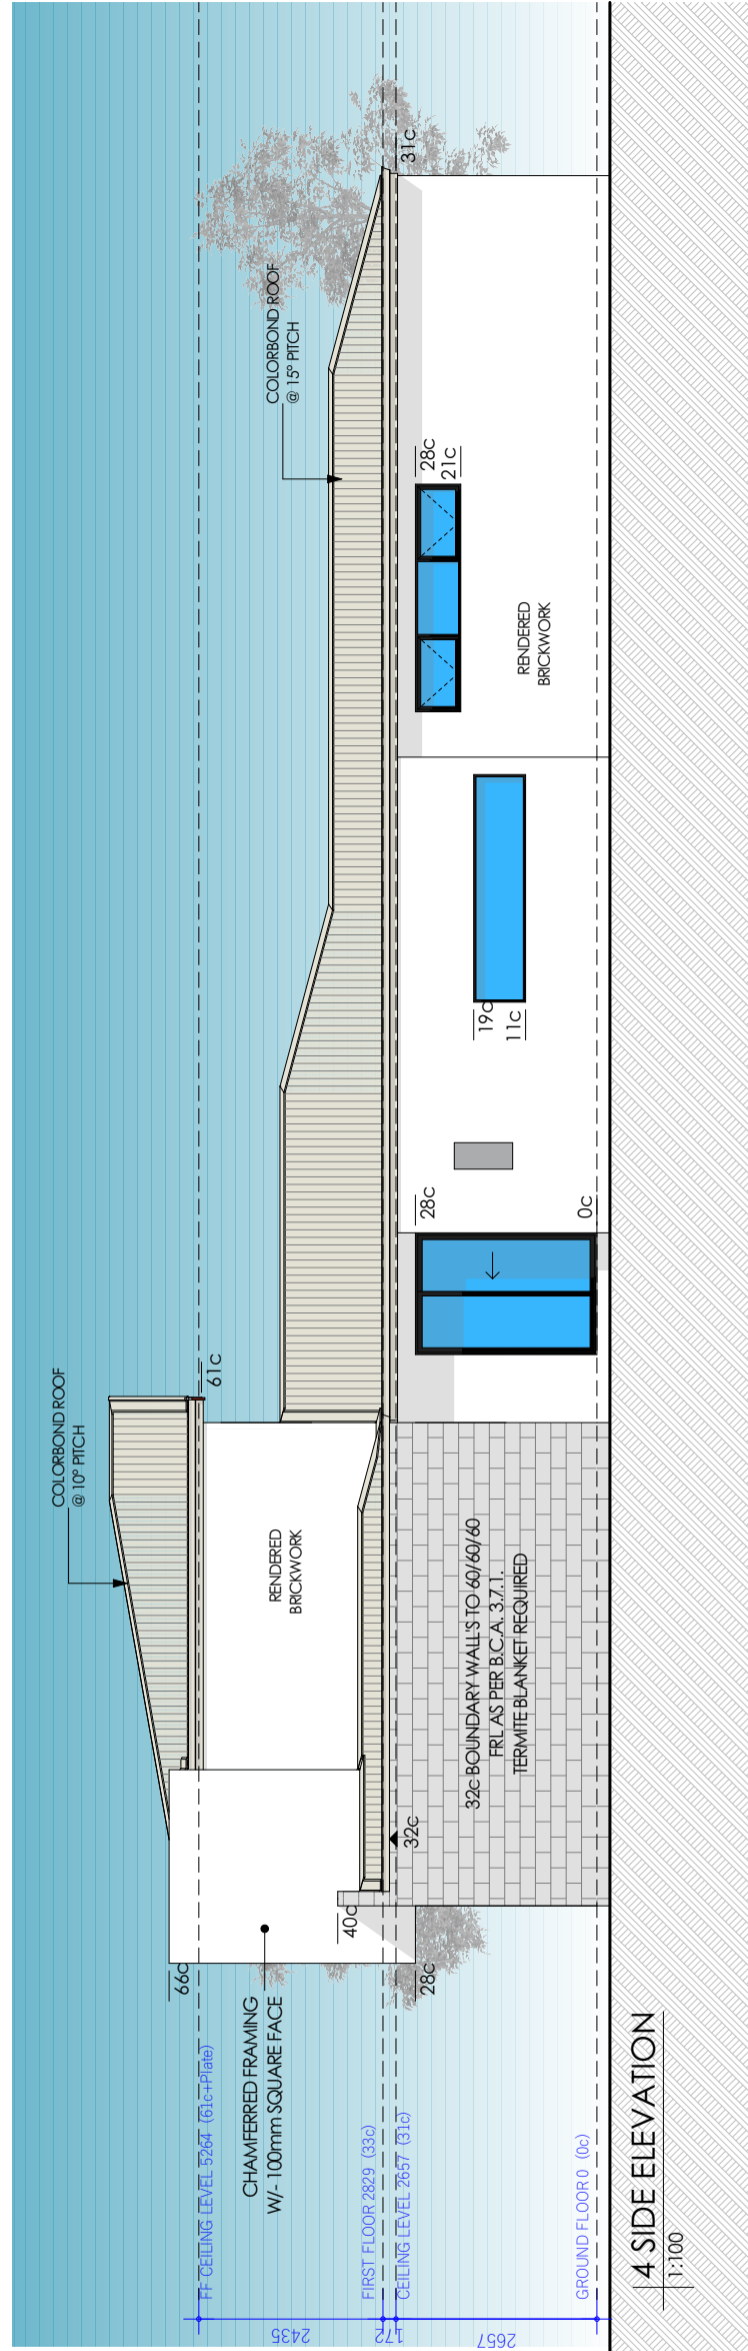 COLORBOND ROOF
@ 10° PITCH
COLORBOND ROOF
@ 15° PITCH
66c
61c
FF CEILING LEVEL 5264 (61c+Plate)
CHAMFERRED FRAMING
W/- 100mm SQUARE FACE
RENDERED
BRICKWORK
40c
FIRST FLOOR 2829 (33c)
CEILING LEVEL 2657 (31c)
32c
31c
28c
28c
28c
21c
32c BOUNDARY WALL'S TO 60/60/60
FRL AS PER B.C.A. 3.7.1.
TERMITE BLANKET REQUIRED
19c
11c
RENDERED
BRICKWORK
GROUND FLOOR 0 (0c)
0c
2435
172
2657
4 SIDE ELEVATION
1:100